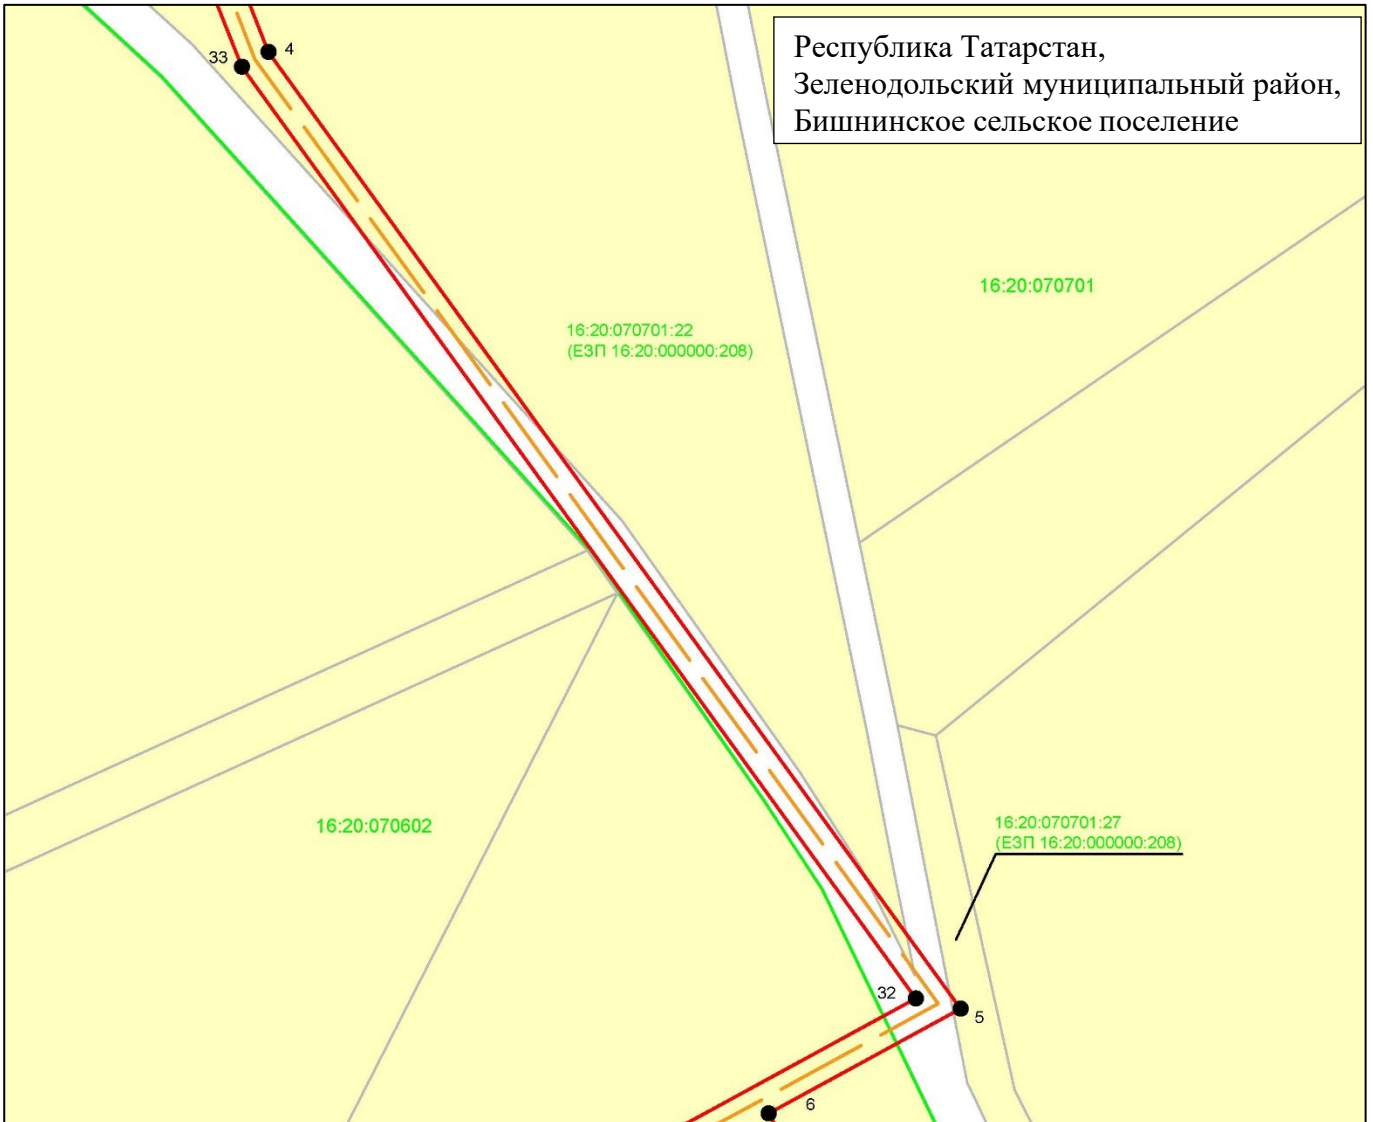 33
4
Республика Татарстан,
Зеленодольский муниципальный район,
Бишнинское сельское поселение
16:20:070701
16:20:070701:22
(ЕЗП 16:20:000000:208)
16:20:070602
16:20:070701:27
(ЕЗП 16:20:000000:208)
32
5
6